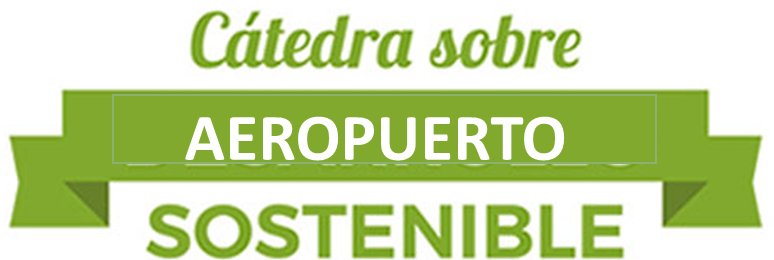 Cátedra sobre
AEROPUERTO
SOSTENIBLE